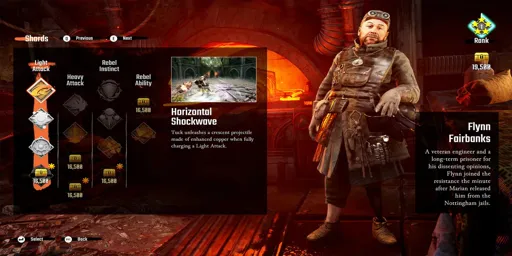 Shards
Previous
Next
Rank
19,500
Light
Attack
Heavy
Attack
Rebel
Instinct
Rebel
Ability
16,500
Horizontal
Shockwave
Tuck unleashes a crescent projectile
made of enhanced copper when fully
charging a Light Attack.
16,500
16,500
16,500
16,500
Flynn
Fairbanks
A veteran engineer and a
long-term prisoner for
his dissenting opinions,
Flynn joined the
resistance the minute
after Marian released
him from the
Nottingham jails.
Select
Back